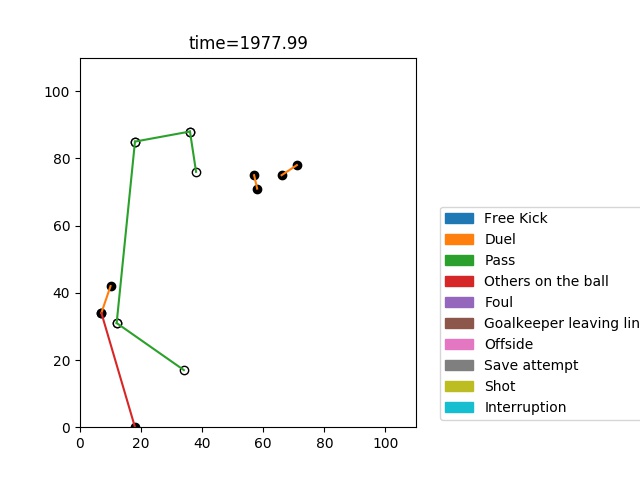 time=1977.99
100
80
60
40
20
0
0 20 40 60 80 100
Free Kick
Duel
Pass
Others on the ball
Foul
Goalkeeper leaving lin
Offside
Save attempt
Shot
Interruption